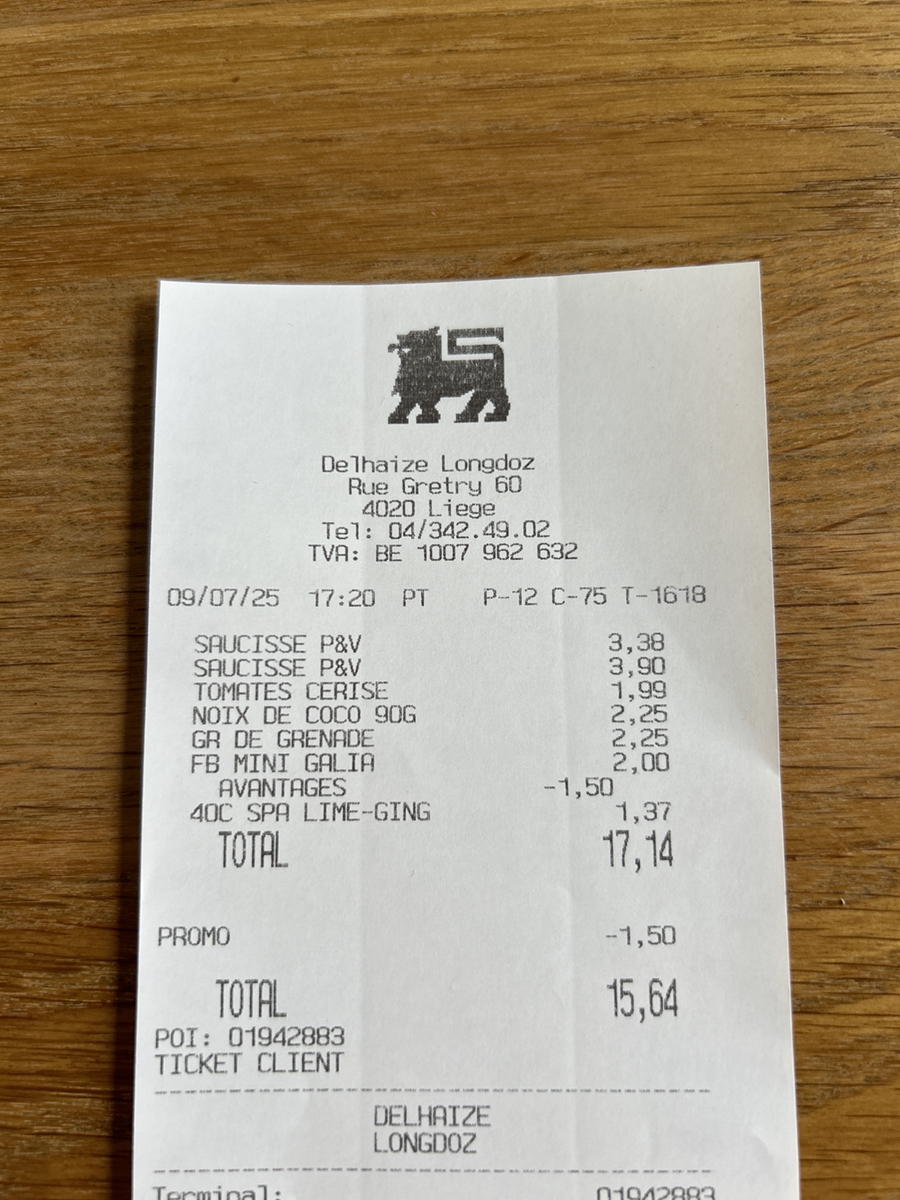 Delhaize Longdoz
Rue Gretry 60
4020 Liege
Tel: 04/342.49.02
TVA: BE 1007 962 632
09/07/25 17:20 PT P-12 C-75 T-1618
SAUCISSE P&V 3,38
SAUCISSE P&V 3,90
TOMATES CERISE 1,99
NOIX DE COCO 90G 2,25
GR DE GRENADE 2,25
FB MINI GALIA 2,00
AVANTAGES -1,50
40C SPA LIME-GING 1,37
TOTAL 17,14
PROMO -1,50
TOTAL 15,64
POI: 01942883
TICKET CLIENT
DELHAIZE
LONGDOZ
Terminal: 01942883